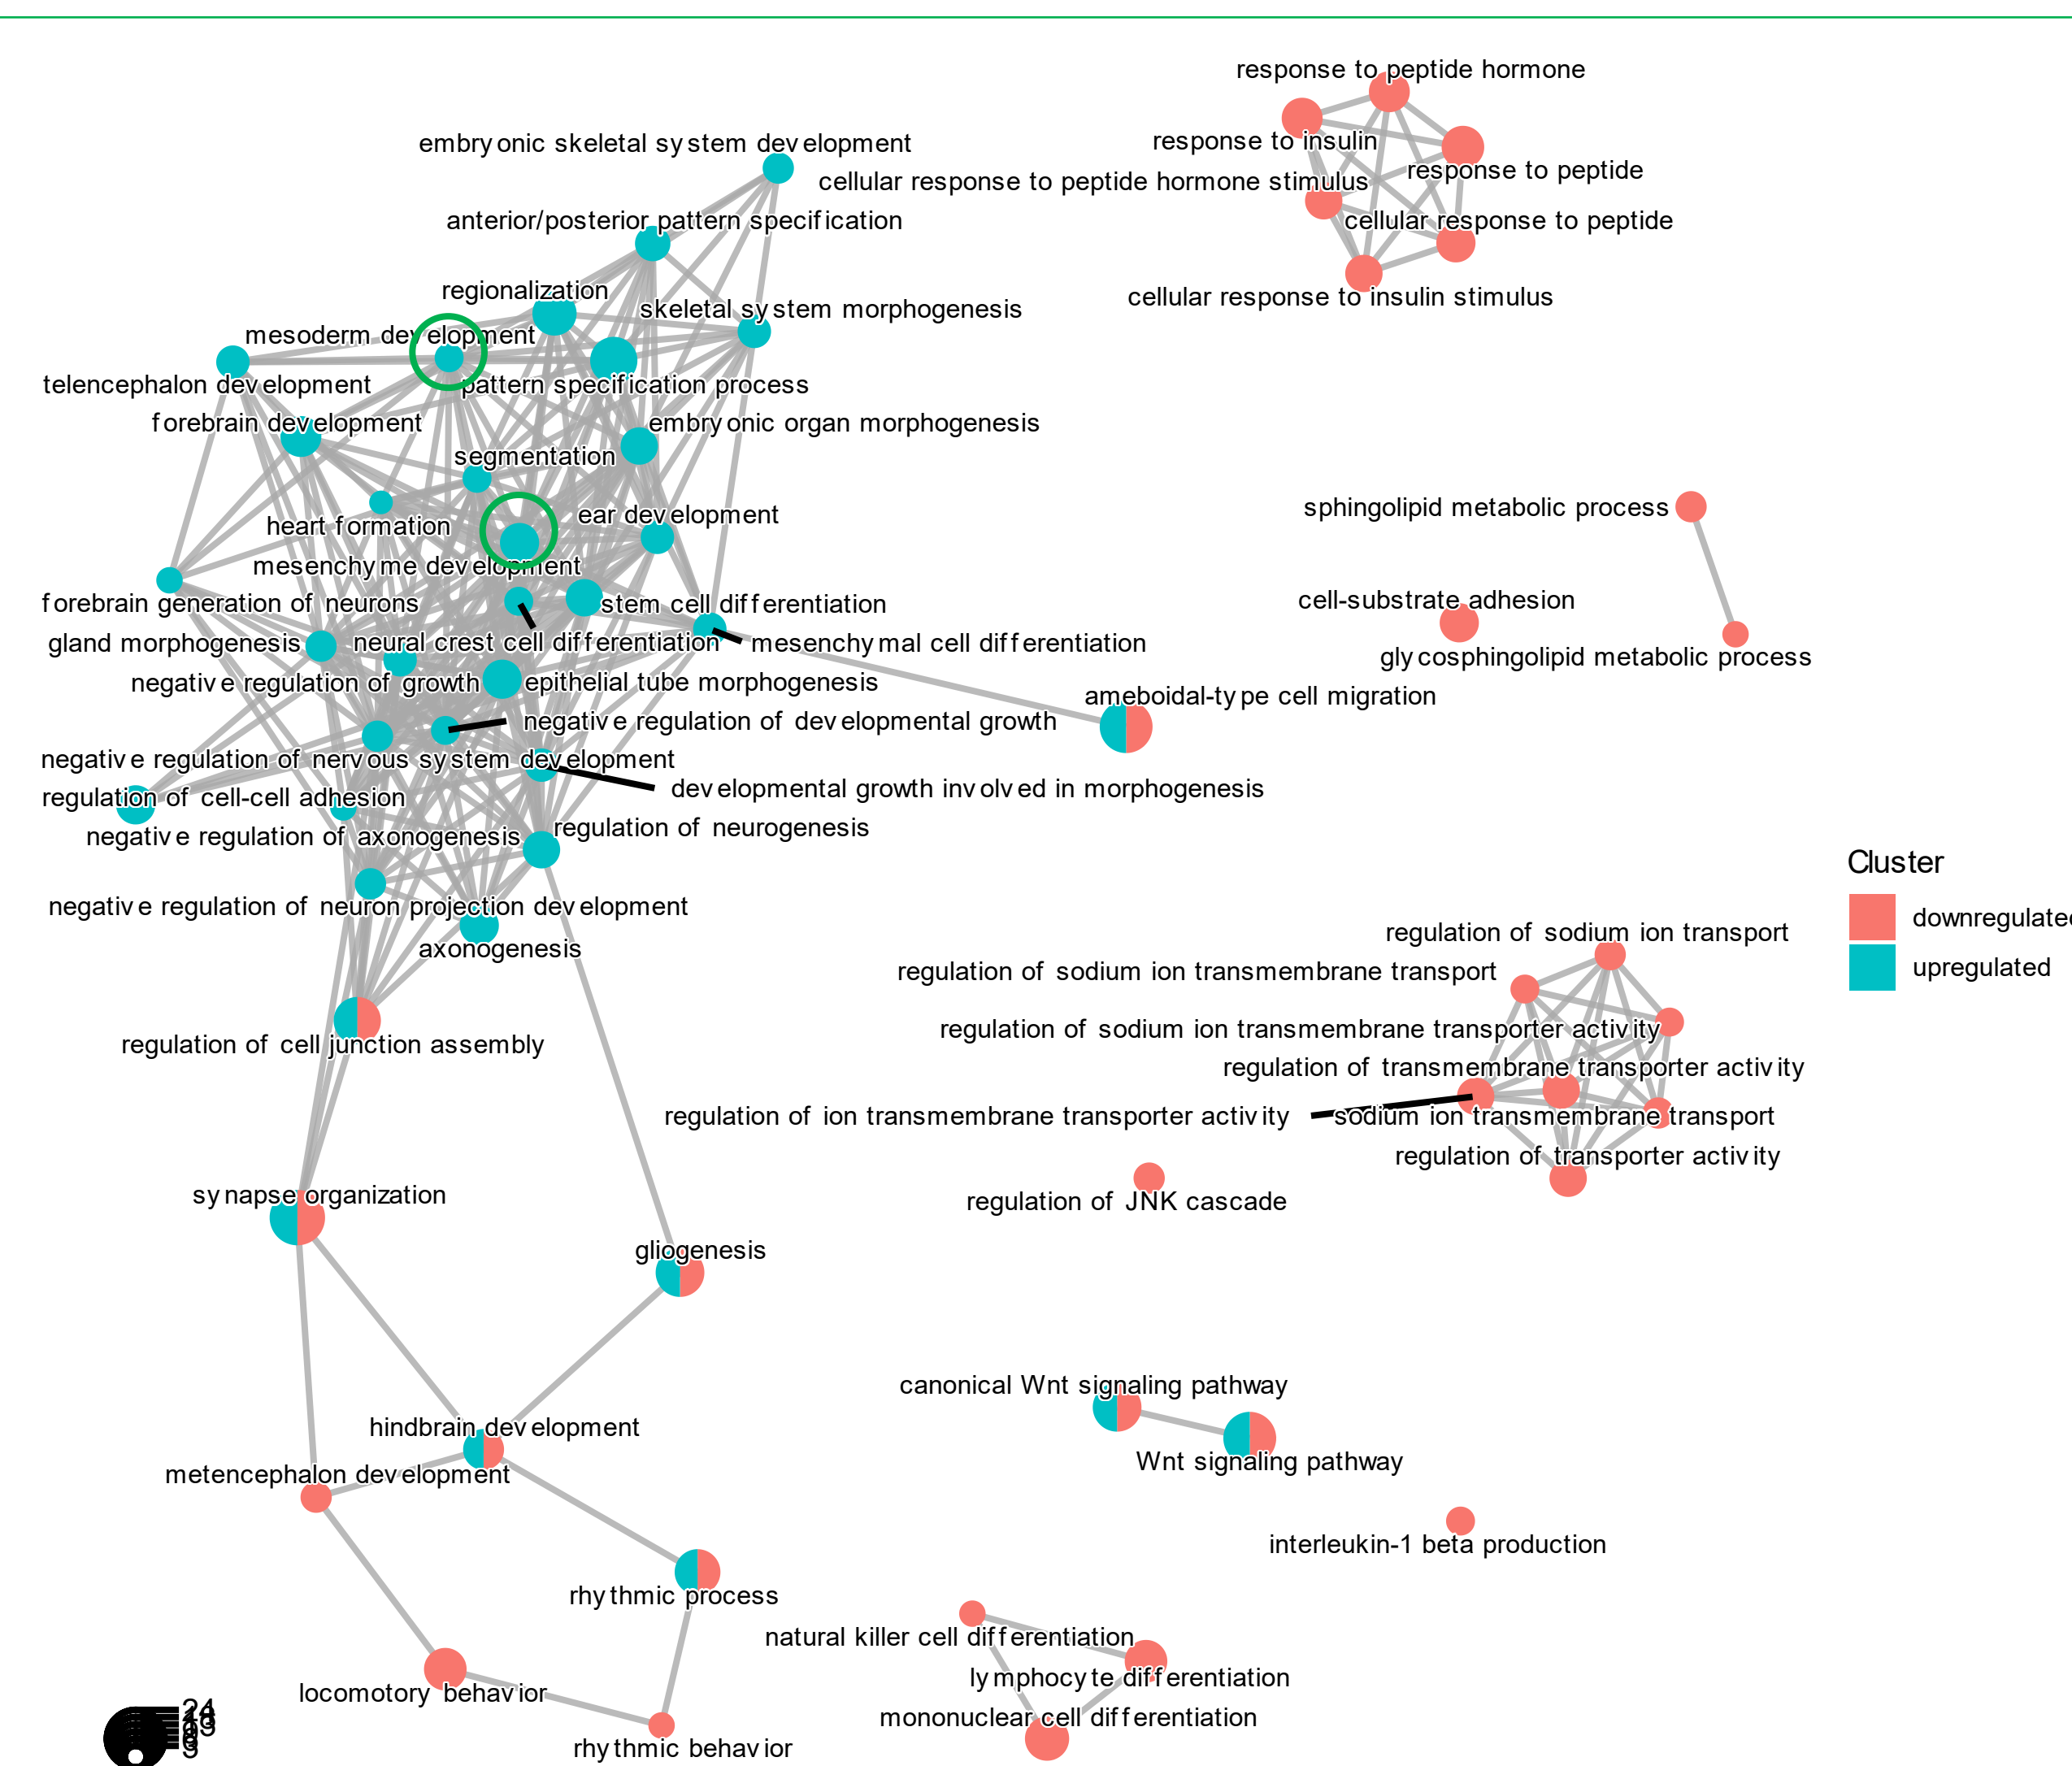 response to peptide hormone
embryonic skeletal system development
response to insulin
response to peptide
cellular response to peptide hormone stimulus
anterior/posterior pattern specification
cellular response to peptide
regionalization
cellular response to insulin stimulus
skeletal system morphogenesis
mesoderm development
telencephalon development
pattern specification process
forebrain development
embryonic organ morphogenesis
segmentation
sphingolipid metabolic process
ear development
heart formation
mesenchyme development
cell-substrate adhesion
forebrain generation of neurons
stem cell differentiation
gland morphogenesis
neural crest cell differentiation
mesenchymal cell differentiation
glycosphingolipid metabolic process
negative regulation of growth
epithelial tube morphogenesis
ameboidal-type cell migration
negative regulation of developmental growth
negative regulation of nervous system development
developmental growth involved in morphogenesis
regulation of cell-cell adhesion
regulation of neurogenesis
negative regulation of axonogenesis
Cluster
downregulated
upregulated
negative regulation of neuron projection development
regulation of sodium ion transport
axonogenesis
regulation of sodium ion transmembrane transport
regulation of sodium ion transmembrane transporter activity
regulation of cell junction assembly
regulation of transmembrane transporter activity
regulation of ion transmembrane transporter activity
sodium ion transmembrane transport
regulation of transporter activity
synapse organization
regulation of JNK cascade
gliogenesis
canonical Wnt signaling pathway
hindbrain development
Wnt signaling pathway
metencephalon development
interleukin-1 beta production
rhythmic process
natural killer cell differentiation
lymphocyte differentiation
locomotory behavior
mononuclear cell differentiation
rhythmic behavior
24
3